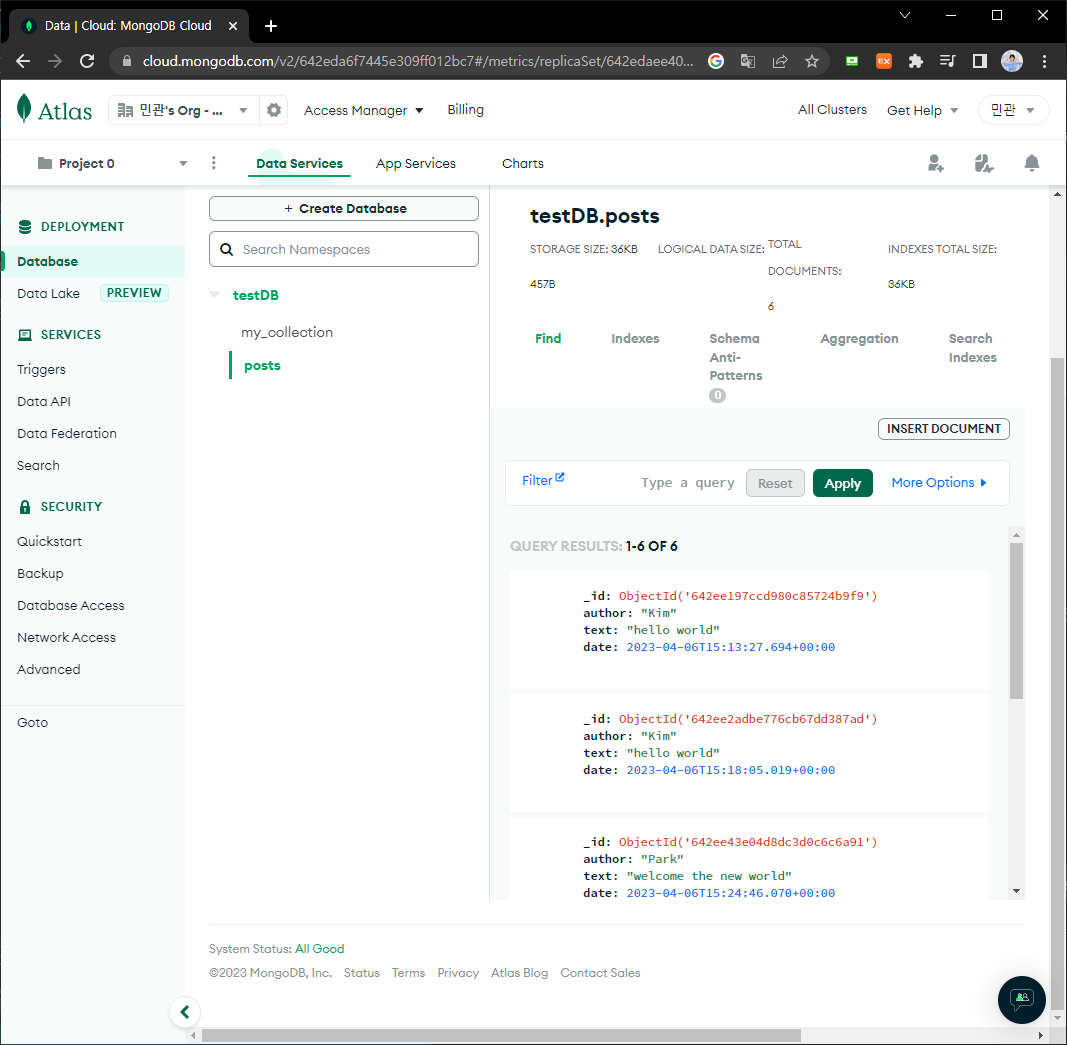 Data | Cloud: MongoDB Cloud
cloud.mongodb.com/v2/642eda6f7445e309ff012bc7#/metrics/replicaSet/642edaee40...
Ex
Atlas
민관's Org - ...
Access Manager
Billing
All Clusters
Get Help
민관
Project 0
Data Services
App Services
Charts
DEPLOYMENT
Database
Data Lake
PREVIEW
SERVICES
Triggers
Data API
Data Federation
Search
SECURITY
Quickstart
Backup
Database Access
Network Access
Advanced
Goto
+ Create Database
Search Namespaces
testDB
my_collection
posts
testDB.posts
STORAGE SIZE: 36KB
LOGICAL DATA SIZE:
457B
TOTAL
DOCUMENTS:
6
INDEXES TOTAL SIZE:
36KB
Find
Indexes
Schema
Anti-
Patterns
0
Aggregation
Search
Indexes
INSERT DOCUMENT
Filter
Type a query
Reset
Apply
More Options
QUERY RESULTS: 1-6 OF 6
_id: ObjectId('642ee197ccd980c85724b9f9')
author: "Kim"
text: "hello world"
date: 2023-04-06T15:13:27.694+00:00
_id: ObjectId('642ee2adbe776cb67dd387ad')
author: "Kim"
text: "hello world"
date: 2023-04-06T15:18:05.019+00:00
_id: ObjectId('642ee43e04d8dc3d0c6c6a91')
author: "Park"
text: "welcome the new world"
date: 2023-04-06T15:24:46.070+00:00
System Status: All Good
©2023 MongoDB, Inc.
Status
Terms
Privacy
Atlas Blog
Contact Sales